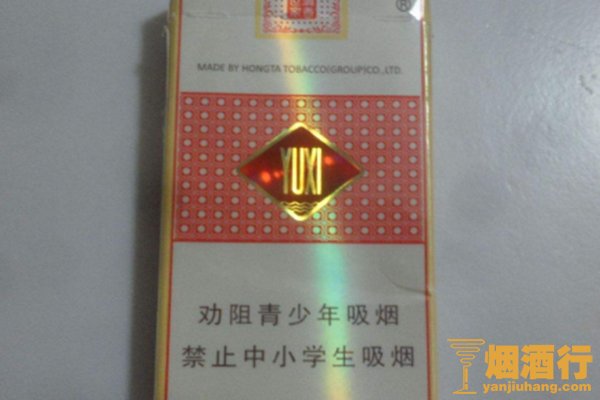 ®
MADE BY HONGTA TOBACCO(GROUP)CO.,LTD.
YUXI
劝阻青少年吸烟
禁止中小学生吸烟
烟酒行
yanjiuhang.com